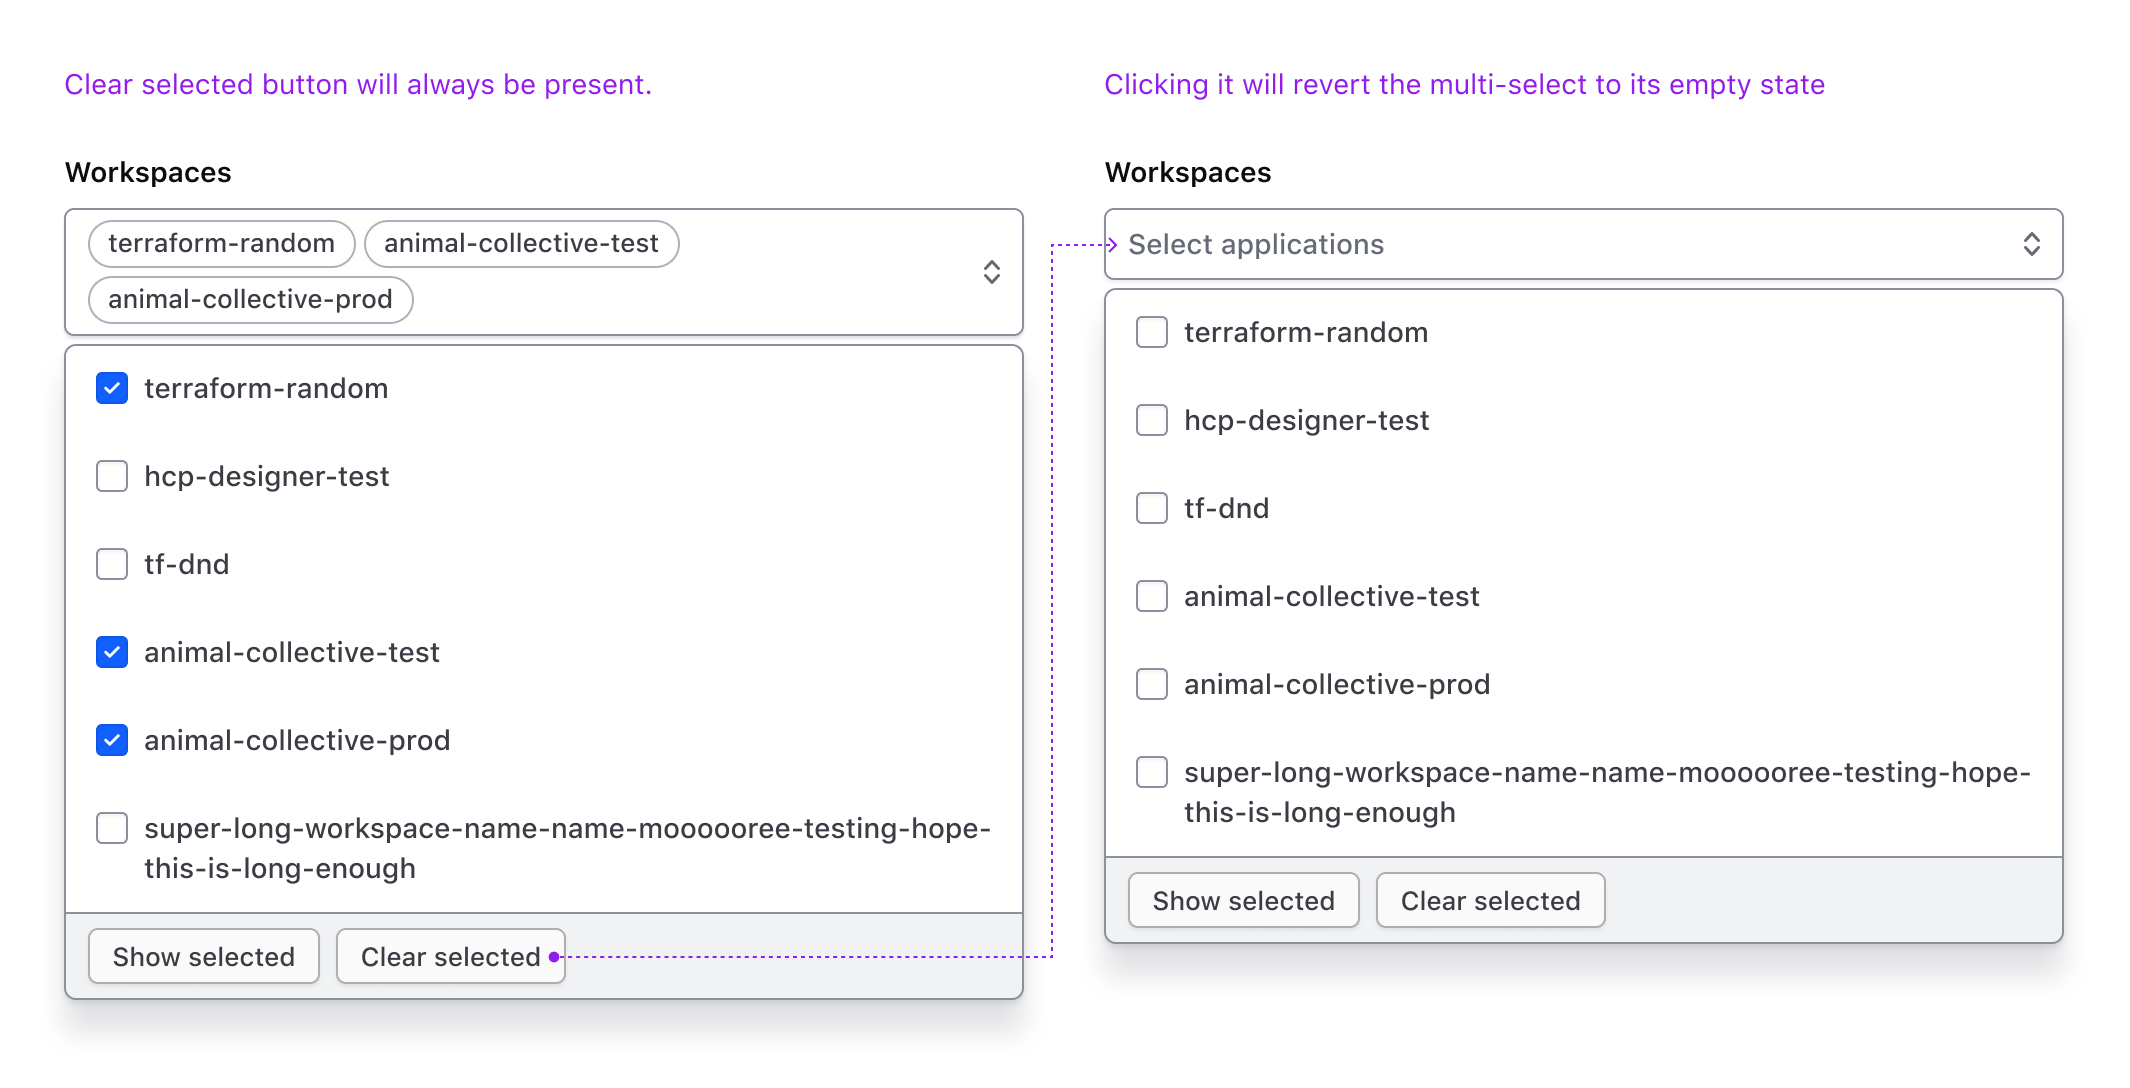 Clear selected button will always be present.
Workspaces
terraform-random
animal-collective-test
animal-collective-prod
terraform-random
hcp-designer-test
tf-dnd
animal-collective-test
animal-collective-prod
super-long-workspace-name-name-moooooree-testing-hope-
this-is-long-enough
Show selected
Clear selected
Clicking it will revert the multi-select to its empty state
Workspaces
Select applications
terraform-random
hcp-designer-test
tf-dnd
animal-collective-test
animal-collective-prod
super-long-workspace-name-name-moooooree-testing-hope-
this-is-long-enough
Show selected
Clear selected